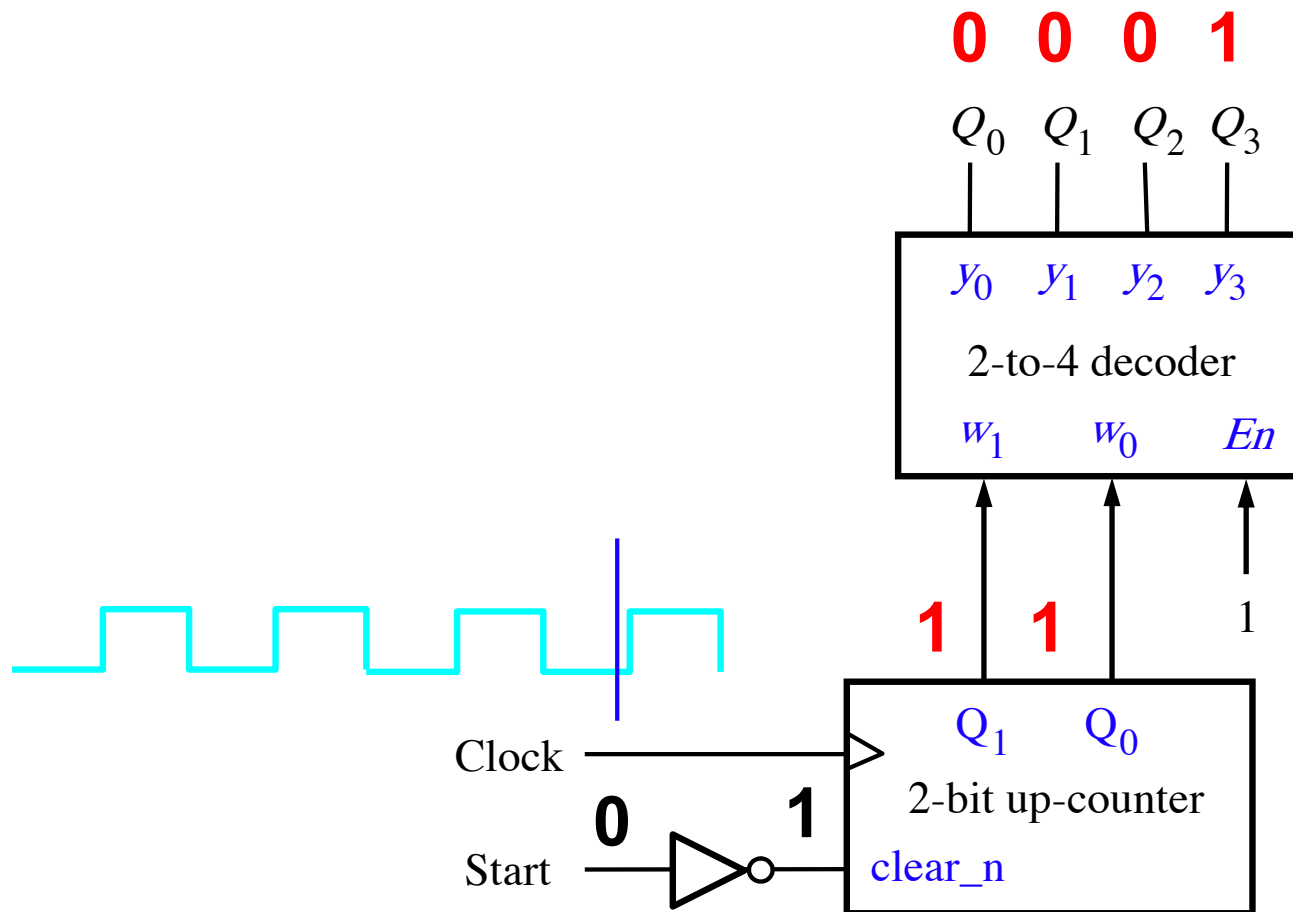 0 0 0 1
Q0 Q1 Q2 Q3
y0 y1 y2 y3
2-to-4 decoder
w1 w0 En
1 1 1
Q1 Q0
Clock
2-bit up-counter
0 1
Start clear_n